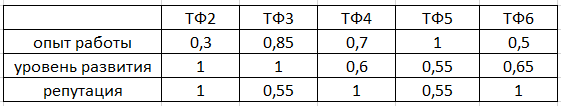 ТФ2 ТФ3 ТФ4 ТФ5 ТФ6
опыт работы 0,3 0,85 0,7 1 0,5
уровень развития 1 1 0,6 0,55 0,65
репутация 1 0,55 1 0,55 1